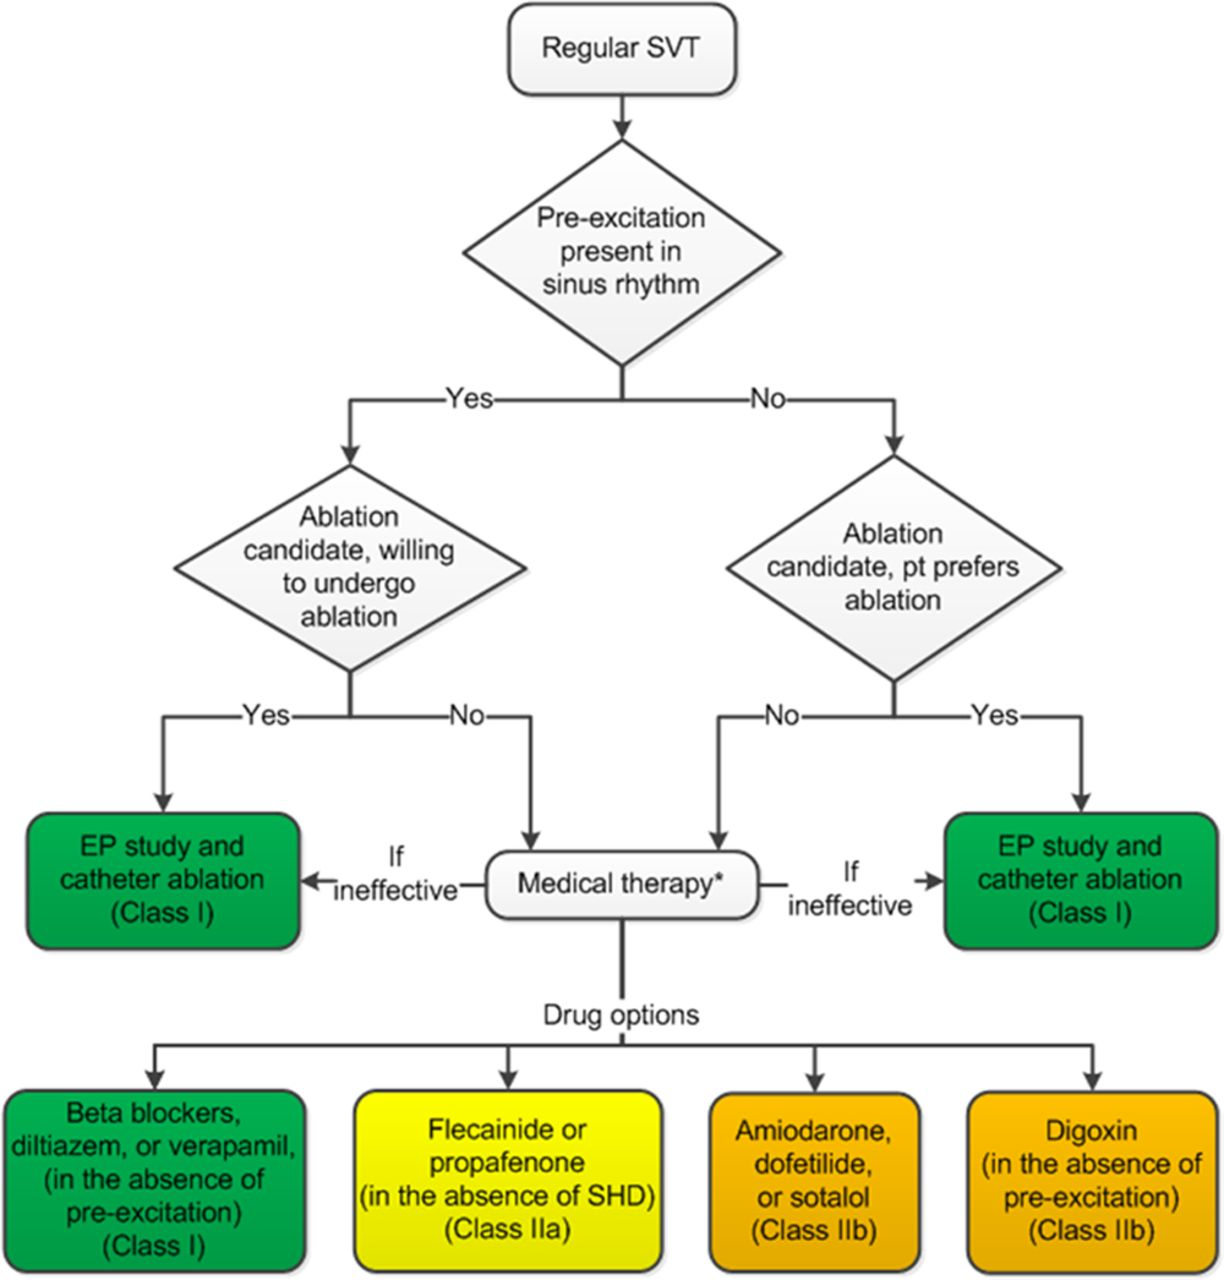 Regular SVT
Pre-excitation
present in
sinus rhythm
Yes
No
Ablation
candidate, willing
to undergo
ablation
Ablation
candidate, pt prefers
ablation
Yes
No
No
Yes
EP study and
catheter ablation
(Class I)
If
ineffective
Medical therapy*
If
ineffective
EP study and
catheter ablation
(Class I)
Drug options
Beta blockers,
diltiazem, or verapamil,
(in the absence of
pre-excitation)
(Class I)
Flecainide or
propafenone
(in the absence of SHD)
(Class IIa)
Amiodarone,
dofetilide,
or sotalol
(Class IIb)
Digoxin
(in the absence of
pre-excitation)
(Class IIb)